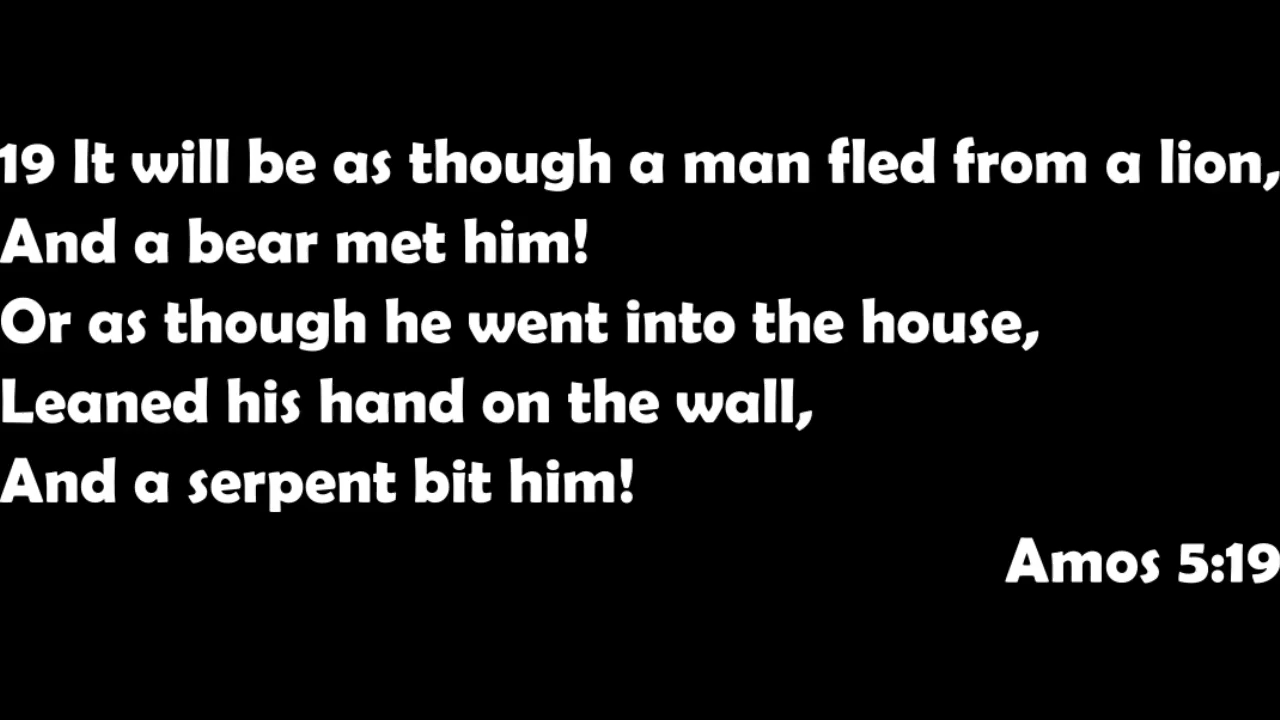 19 It will be as though a man fled from a lion,
And a bear met him!
Or as though he went into the house,
Leaned his hand on the wall,
And a serpent bit him!
Amos 5:19